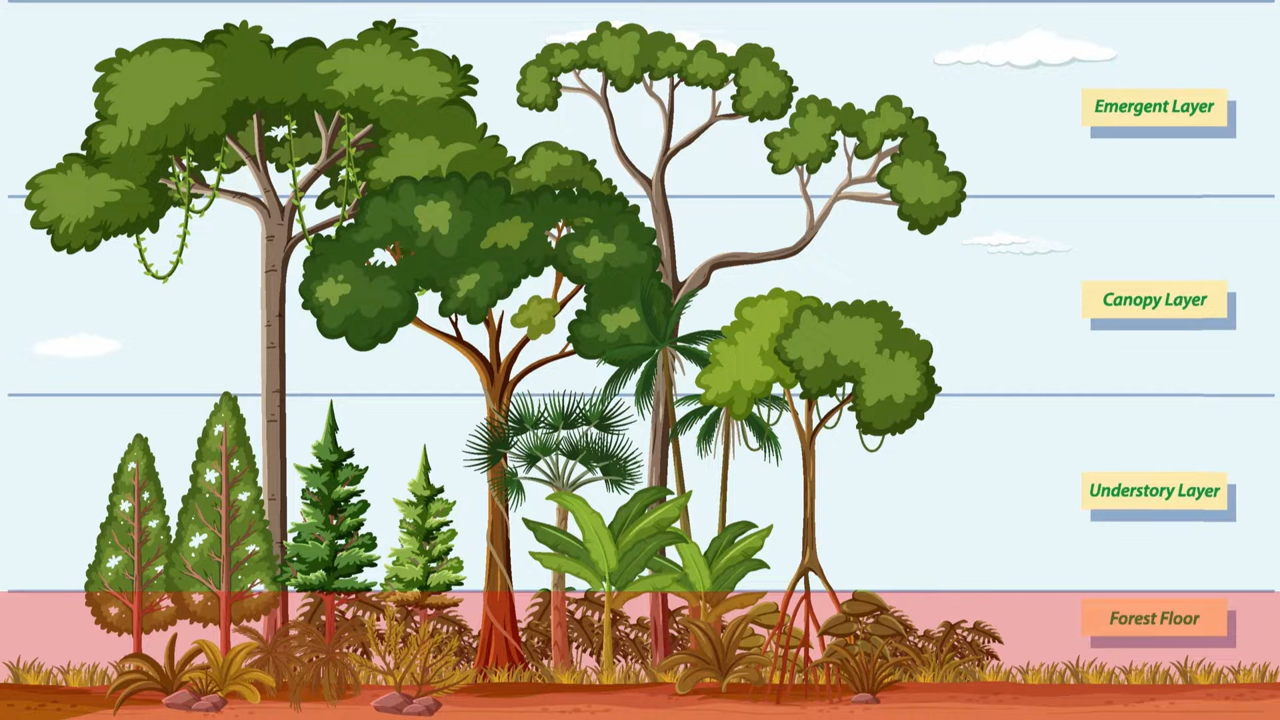 Emergent Layer
Canopy Layer
Understory Layer
Forest Floor